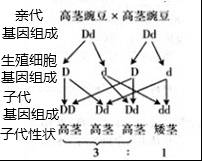 亲代 高茎豌豆×高茎豌豆
基因组成 Dd Dd
生殖细胞
基因组成 D d D d
子代
基因组成 DD Dd Dd dd
子代性状 高茎 高茎 高茎 矮茎
3 : 1